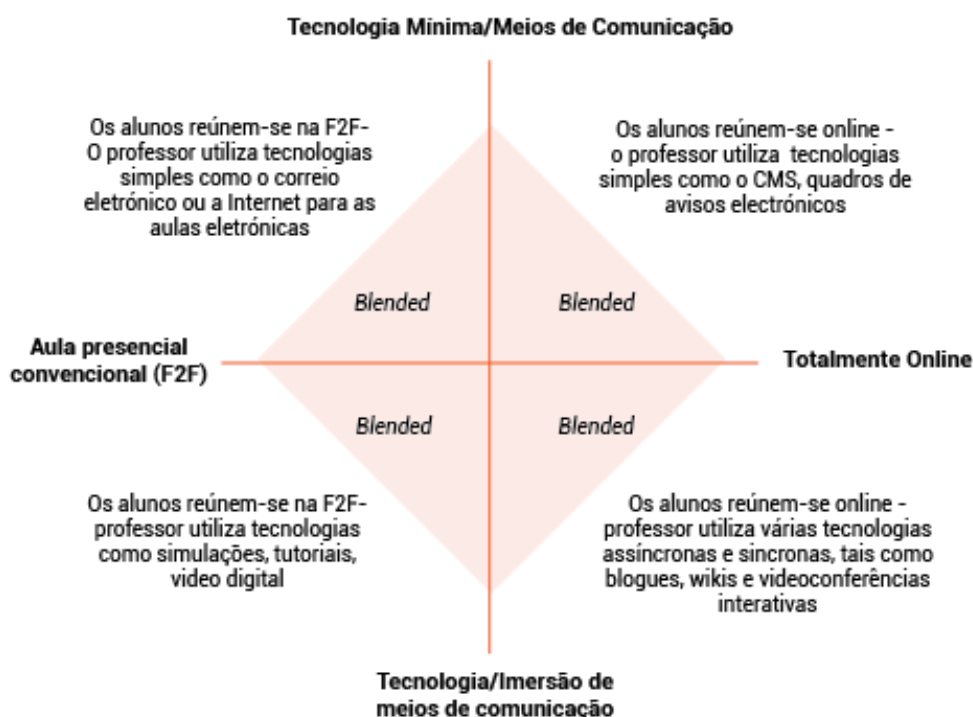 Tecnologia Mínima/Meios de Comunicação
Os alunos reúnem-se na F2F-
O professor utiliza tecnologias
simples como o correio
eletrónico ou a Internet para as
aulas eletrónicas
Os alunos reúnem-se online -
o professor utiliza tecnologias
simples como o CMS, quadros de
avisos electrónicos
Blended
Blended
Aula presencial
convencional (F2F)
Totalmente Online
Blended
Blended
Os alunos reúnem-se na F2F-
professor utiliza tecnologias
como simulações, tutoriais,
video digital
Os alunos reúnem-se online -
professor utiliza várias tecnologias
assíncronas e sincronas, tais como
blogues, wikis e videoconferências
interativas
Tecnologia/Imersão de
meios de comunicação